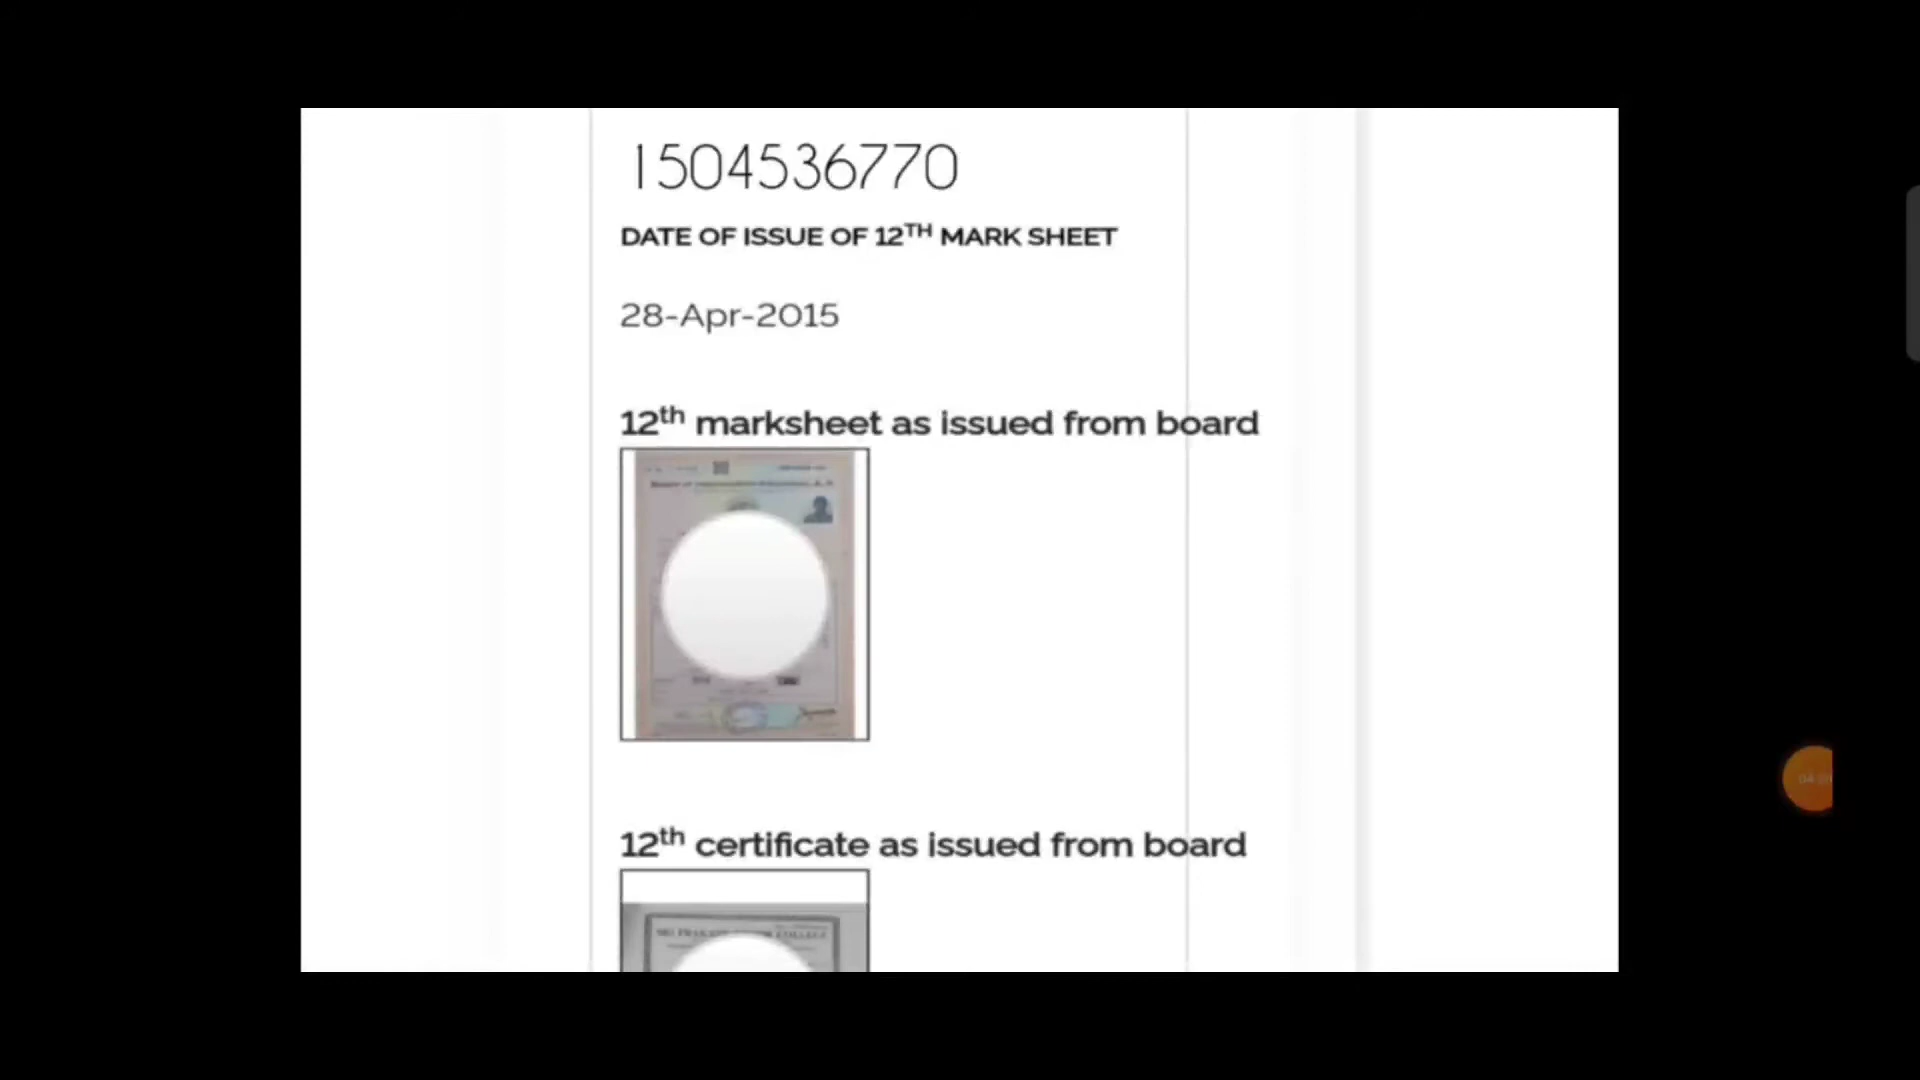 1504536770
DATE OF ISSUE OF 12TH MARK SHEET
28-Apr-2015
12th marksheet as issued from board
12th certificate as issued from board